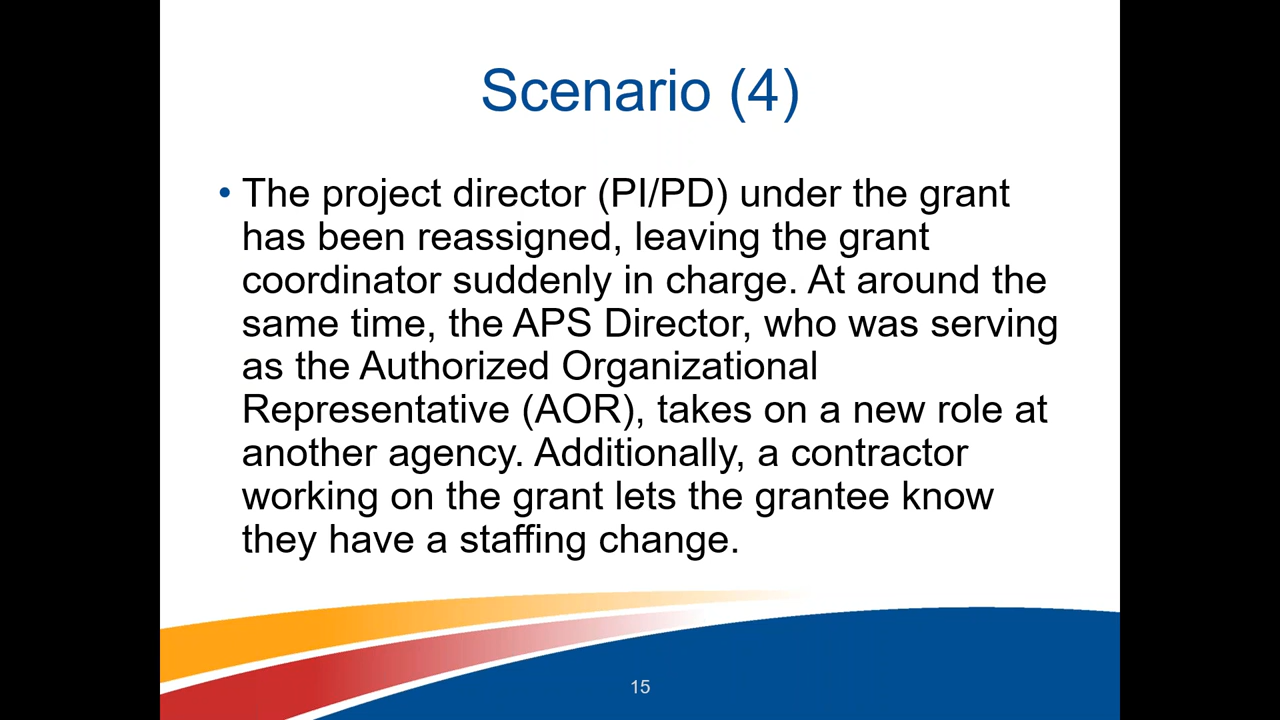 Scenario (4)
• The project director (PI/PD) under the grant
has been reassigned, leaving the grant
coordinator suddenly in charge. At around the
same time, the APS Director, who was serving
as the Authorized Organizational
Representative (AOR), takes on a new role at
another agency. Additionally, a contractor
working on the grant lets the grantee know
they have a staffing change.
15